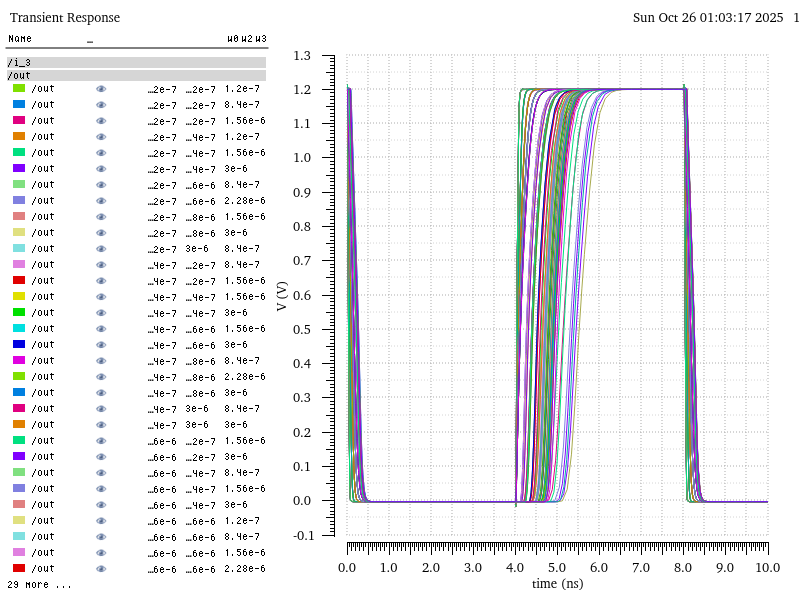 Transient Response
Sun Oct 26 01:03:17 2025 1
Name _ W0 W2 W3
/i_3
/out
/out ...2e-7 ...2e-7 1.2e-7
/out ...2e-7 ...2e-7 8.4e-7
/out ...2e-7 ...2e-7 1.56e-6
/out ...2e-7 ...4e-7 1.2e-7
/out ...2e-7 ...4e-7 1.56e-6
/out ...2e-7 ...4e-7 3e-6
/out ...2e-7 ...6e-6 8.4e-7
/out ...2e-7 ...6e-6 2.28e-6
/out ...2e-7 ...8e-6 1.56e-6
/out ...2e-7 ...8e-6 3e-6
/out ...2e-7 3e-6 8.4e-7
/out ...4e-7 ...2e-7 8.4e-7
/out ...4e-7 ...2e-7 1.56e-6
/out ...4e-7 ...4e-7 1.56e-6
/out ...4e-7 ...4e-7 3e-6
/out ...4e-7 ...6e-6 1.56e-6
/out ...4e-7 ...6e-6 3e-6
/out ...4e-7 ...8e-6 8.4e-7
/out ...4e-7 ...8e-6 2.28e-6
/out ...4e-7 ...8e-6 3e-6
/out ...4e-7 3e-6 8.4e-7
/out ...4e-7 3e-6 3e-6
/out ...6e-6 ...2e-7 1.56e-6
/out ...6e-6 ...2e-7 3e-6
/out ...6e-6 ...4e-7 8.4e-7
/out ...6e-6 ...4e-7 1.56e-6
/out ...6e-6 ...4e-7 3e-6
/out ...6e-6 ...6e-6 1.2e-7
/out ...6e-6 ...6e-6 8.4e-7
/out ...6e-6 ...6e-6 1.56e-6
/out ...6e-6 ...6e-6 2.28e-6
29 more ...
V (V)
1.3
1.2
1.1
1.0
0.9
0.8
0.7
0.6
0.5
0.4
0.3
0.2
0.1
0.0
-0.1
0.0 1.0 2.0 3.0 4.0 5.0 6.0 7.0 8.0 9.0 10.0
time (ns)